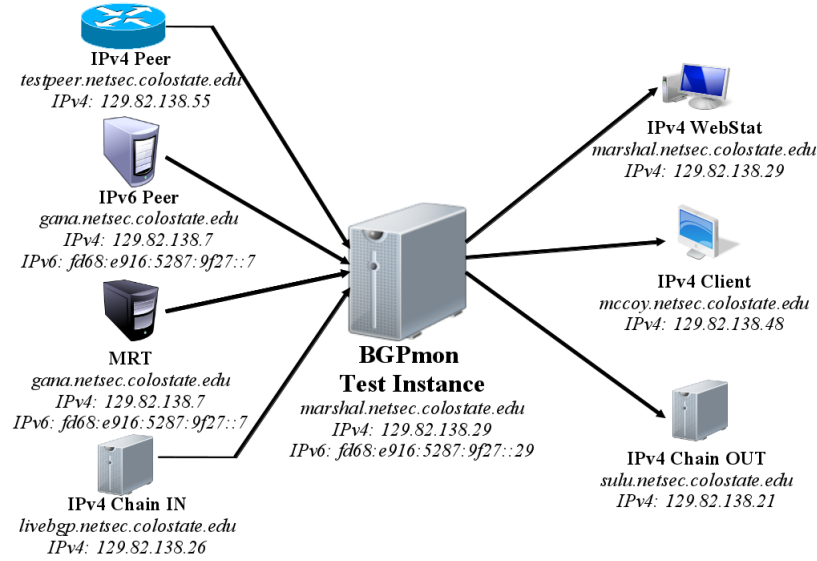 IPv4 Peer
testpeer.netsec.colostate.edu
IPv4: 129.82.138.55
IPv6 Peer
gana.netsec.colostate.edu
IPv4: 129.82.138.7
IPv6: fd68:e916:5287:9f27::7
MRT
gana.netsec.colostate.edu
IPv4: 129.82.138.7
IPv6: fd68:e916:5287:9f27::7
IPv4 Chain IN
livebgp.netsec.colostate.edu
IPv4: 129.82.138.26
BGPmon
Test Instance
marshal.netsec.colostate.edu
IPv4: 129.82.138.29
IPv6: fd68:e916:5287:9f27::29
IPv4 WebStat
marshal.netsec.colostate.edu
IPv4: 129.82.138.29
IPv4 Client
mccoy.netsec.colostate.edu
IPv4: 129.82.138.48
IPv4 Chain OUT
sulu.netsec.colostate.edu
IPv4: 129.82.138.21